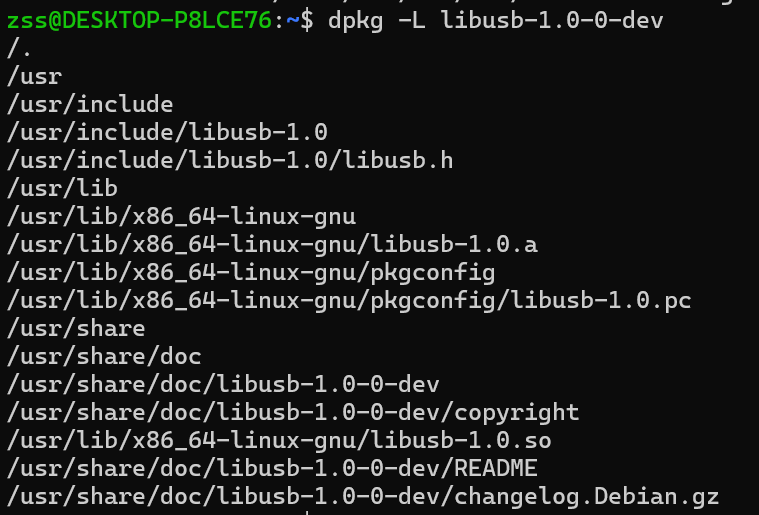 zss@DESKTOP-P8LCE76:~$ dpkg -L libusb-1.0-0-dev
/.
/usr
/usr/include
/usr/include/libusb-1.0
/usr/include/libusb-1.0/libusb.h
/usr/lib
/usr/lib/x86_64-linux-gnu
/usr/lib/x86_64-linux-gnu/libusb-1.0.a
/usr/lib/x86_64-linux-gnu/pkgconfig
/usr/lib/x86_64-linux-gnu/pkgconfig/libusb-1.0.pc
/usr/share
/usr/share/doc
/usr/share/doc/libusb-1.0-0-dev
/usr/share/doc/libusb-1.0-0-dev/copyright
/usr/lib/x86_64-linux-gnu/libusb-1.0.so
/usr/share/doc/libusb-1.0-0-dev/README
/usr/share/doc/libusb-1.0-0-dev/changelog.Debian.gz